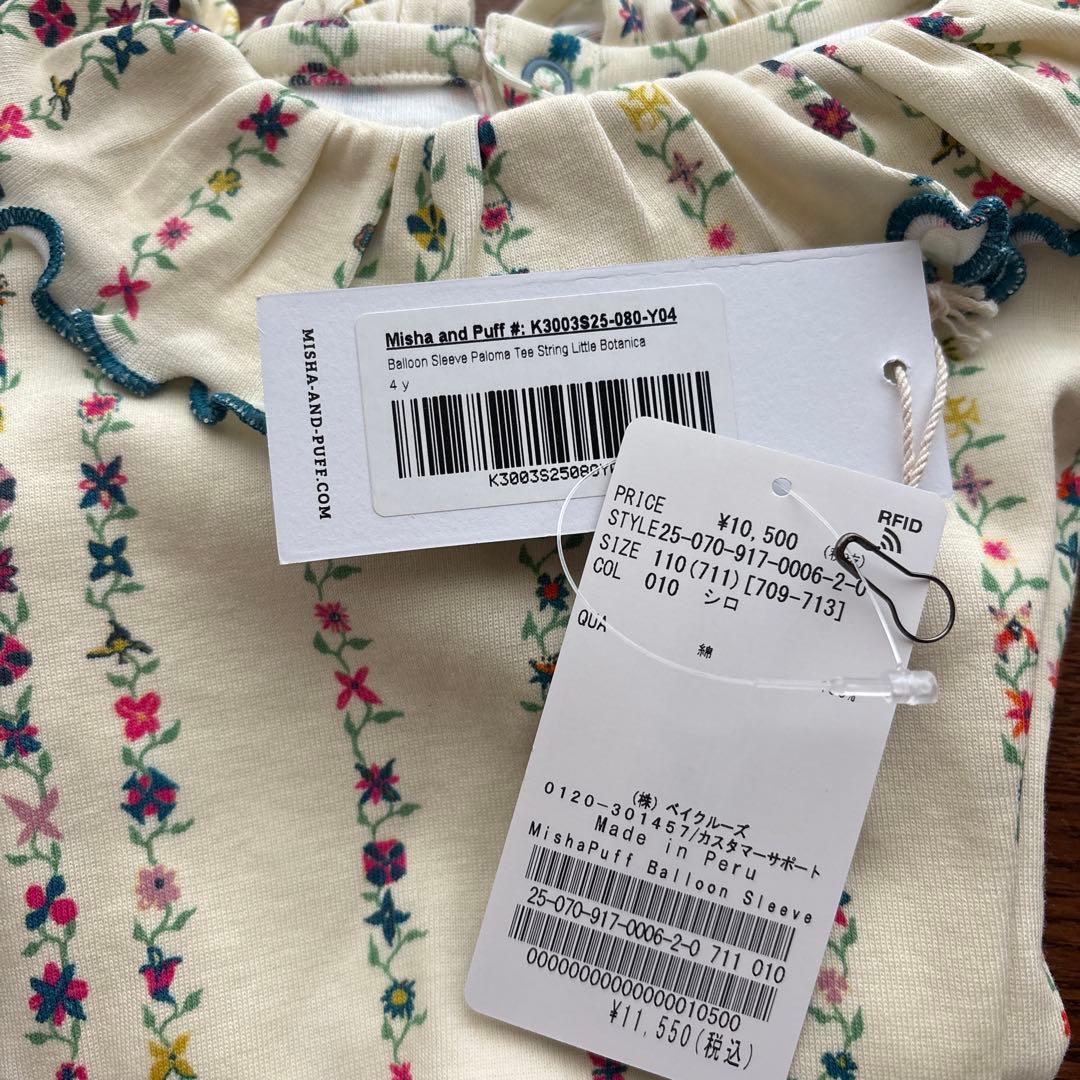 MISHA-AND-PUFF.COM
Misha and Puff #: K3003S25-080-Y04
Balloon Sleeve Paloma Tee String Little Botanica
4 y
RFID
PRICE ¥10,500
STYLE25-070-917-0006-2-0
SIZE 110(711)[709-713]
COL 010 シロ
QUA
綿
(株) ベイクルーズ
0120-301457/カスタマーサポート
Made in Peru
MishaPuff Balloon Sleeve
25-070-917-0006-2-0 711 010
¥11,550(税込)